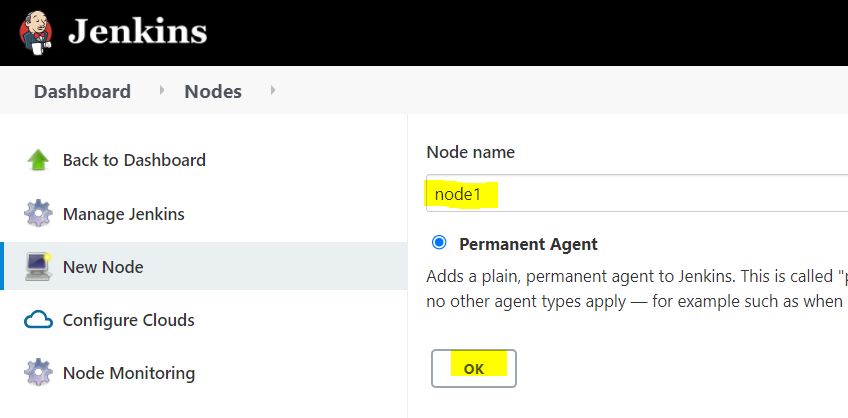 Jenkins
Dashboard
Nodes
Back to Dashboard
Manage Jenkins
New Node
Configure Clouds
Node Monitoring
Node name
node1
Permanent Agent
Adds a plain, permanent agent to Jenkins. This is called "p
no other agent types apply — for example such as when
OK